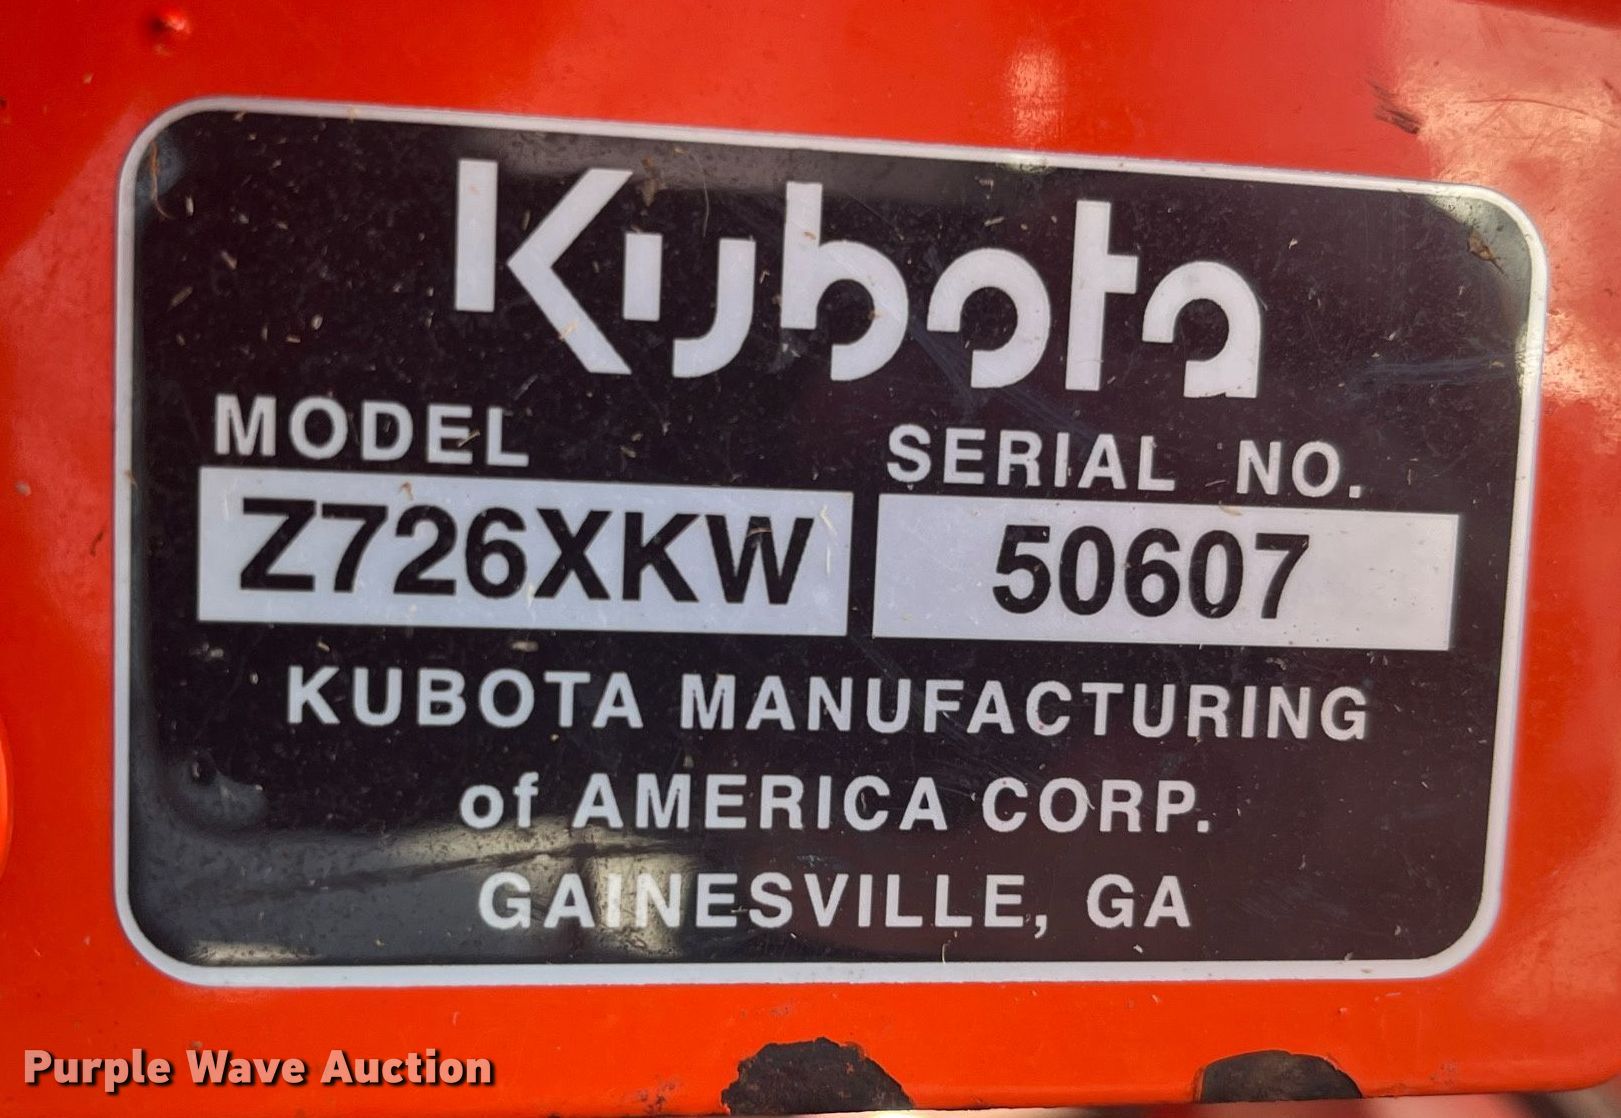 Kubota
MODEL SERIAL NO.
Z726XKW 50607
KUBOTA MANUFACTURING
of AMERICA CORP.
GAINESVILLE, GA
Purple Wave Auction